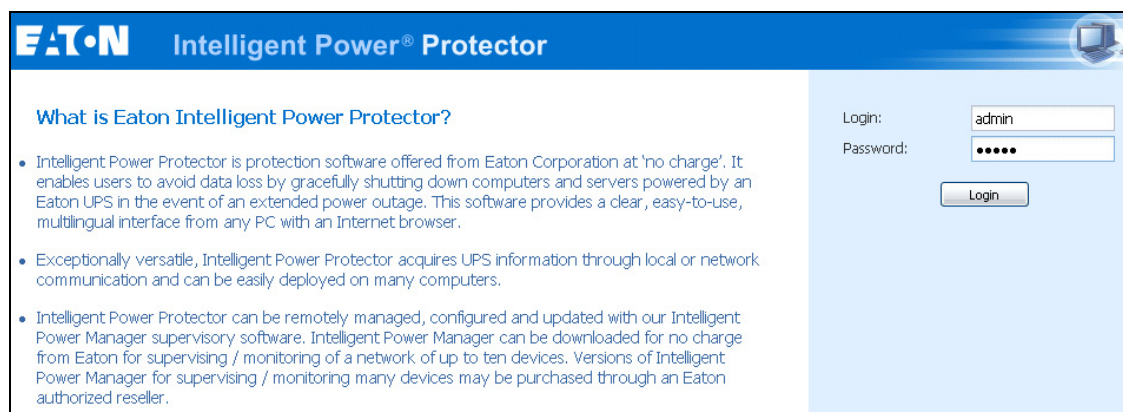 EATON Intelligent Power® Protector
What is Eaton Intelligent Power Protector?
• Intelligent Power Protector is protection software offered from Eaton Corporation at 'no charge'. It
enables users to avoid data loss by gracefully shutting down computers and servers powered by an
Eaton UPS in the event of an extended power outage. This software provides a clear, easy-to-use,
multilingual interface from any PC with an Internet browser.
• Exceptionally versatile, Intelligent Power Protector acquires UPS information through local or network
communication and can be easily deployed on many computers.
• Intelligent Power Protector can be remotely managed, configured and updated with our Intelligent
Power Manager supervisory software. Intelligent Power Manager can be downloaded for no charge
from Eaton for supervising / monitoring of a network of up to ten devices. Versions of Intelligent
Power Manager for supervising / monitoring many devices may be purchased through an Eaton
authorized reseller.
Login: admin
Password: •••••
Login